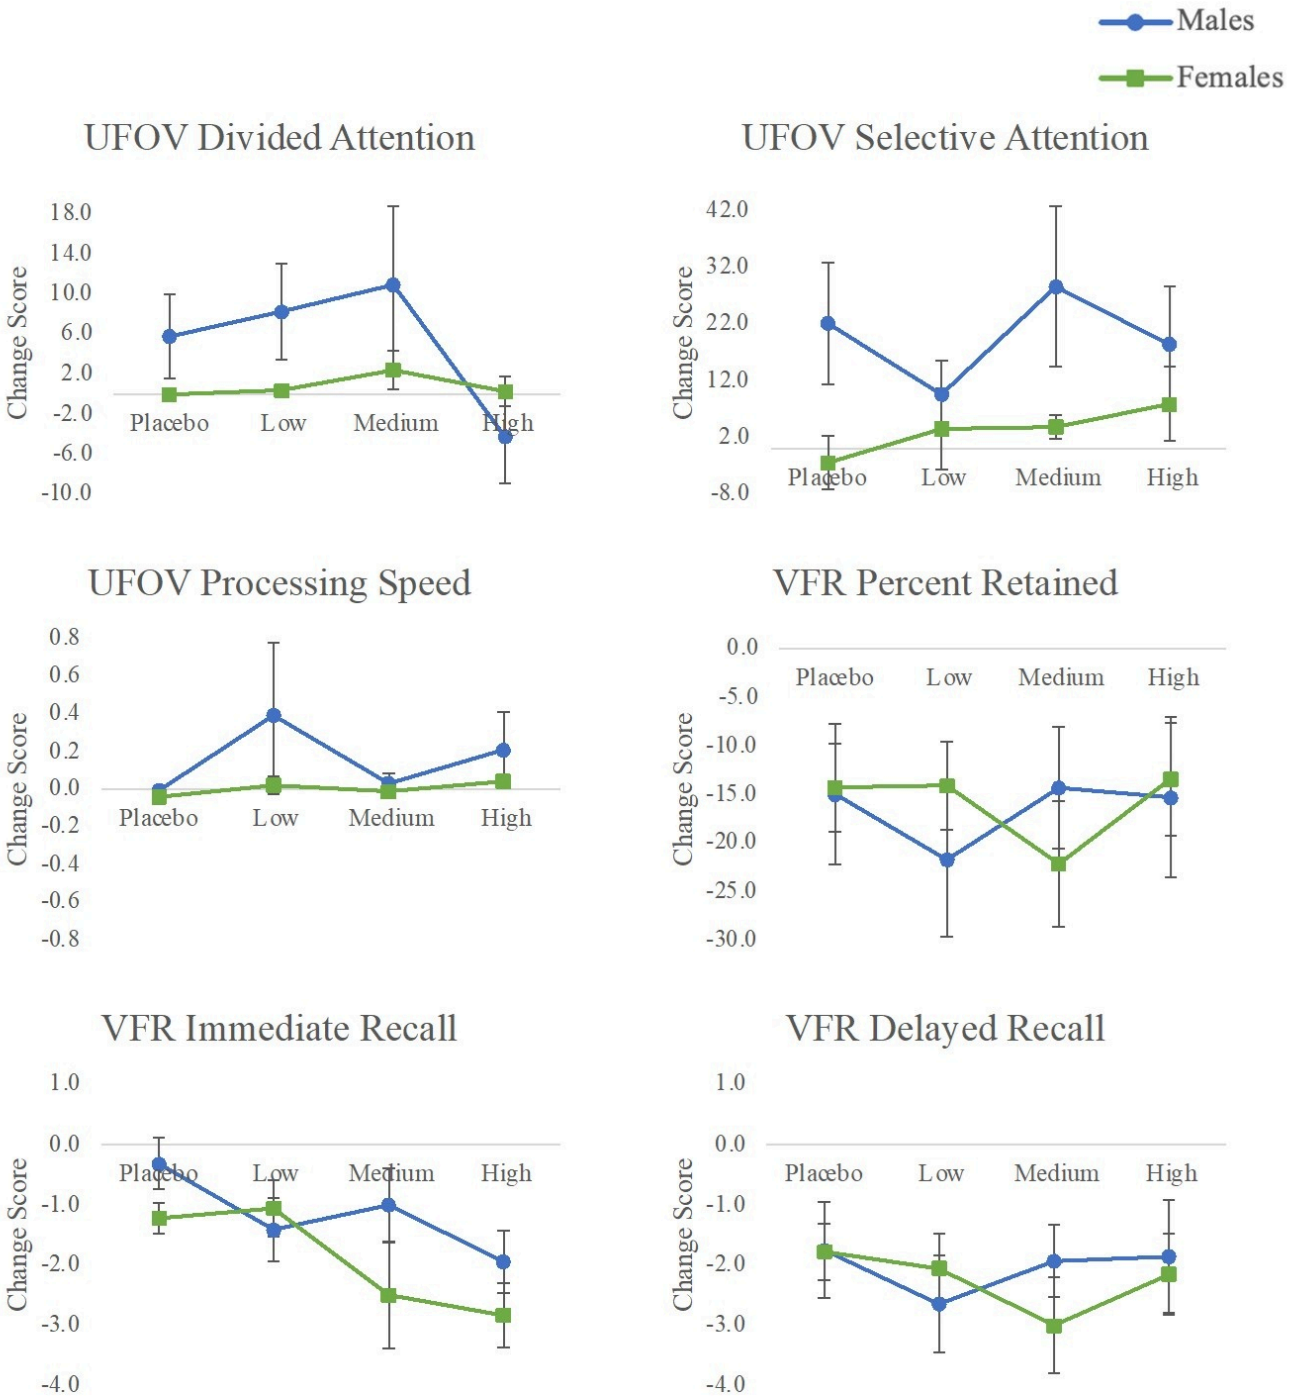 Males
Females
UFOV Divided Attention
Change Score
18.0
14.0
10.0
6.0
2.0
-2.0
-6.0
-10.0
Placebo Low Medium High
UFOV Selective Attention
Change Score
42.0
32.0
22.0
12.0
2.0
-8.0
Placebo Low Medium High
UFOV Processing Speed
Change Score
0.8
0.6
0.4
0.2
0.0
-0.2
-0.4
-0.6
-0.8
Placebo Low Medium High
VFR Percent Retained
Change Score
0.0
-5.0
-10.0
-15.0
-20.0
-25.0
-30.0
Placebo Low Medium High
VFR Immediate Recall
Change Score
1.0
0.0
-1.0
-2.0
-3.0
-4.0
Placebo Low Medium High
VFR Delayed Recall
Change Score
1.0
0.0
-1.0
-2.0
-3.0
-4.0
Placebo Low Medium High